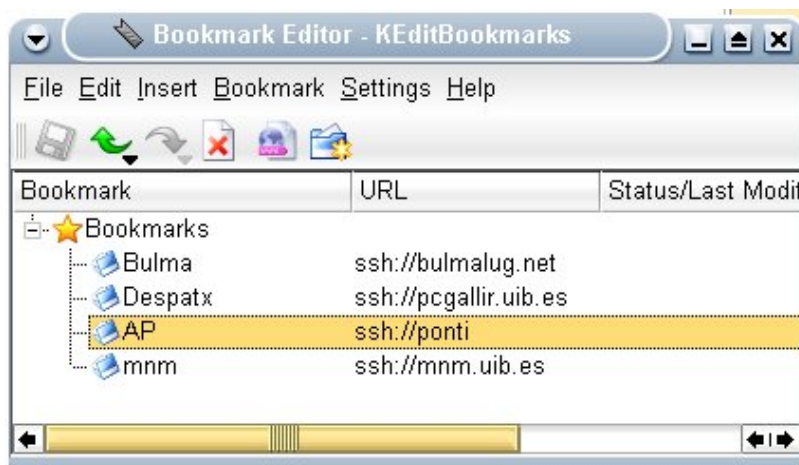 Bookmark Editor - KEditBookmarks
File Edit Insert Bookmark Settings Help
Bookmark URL Status/Last Modif
Bookmarks
Bulma ssh://bulmalug.net
Despatx ssh://pcgallir.uib.es
AP ssh://ponti
mnm ssh://mnm.uib.es